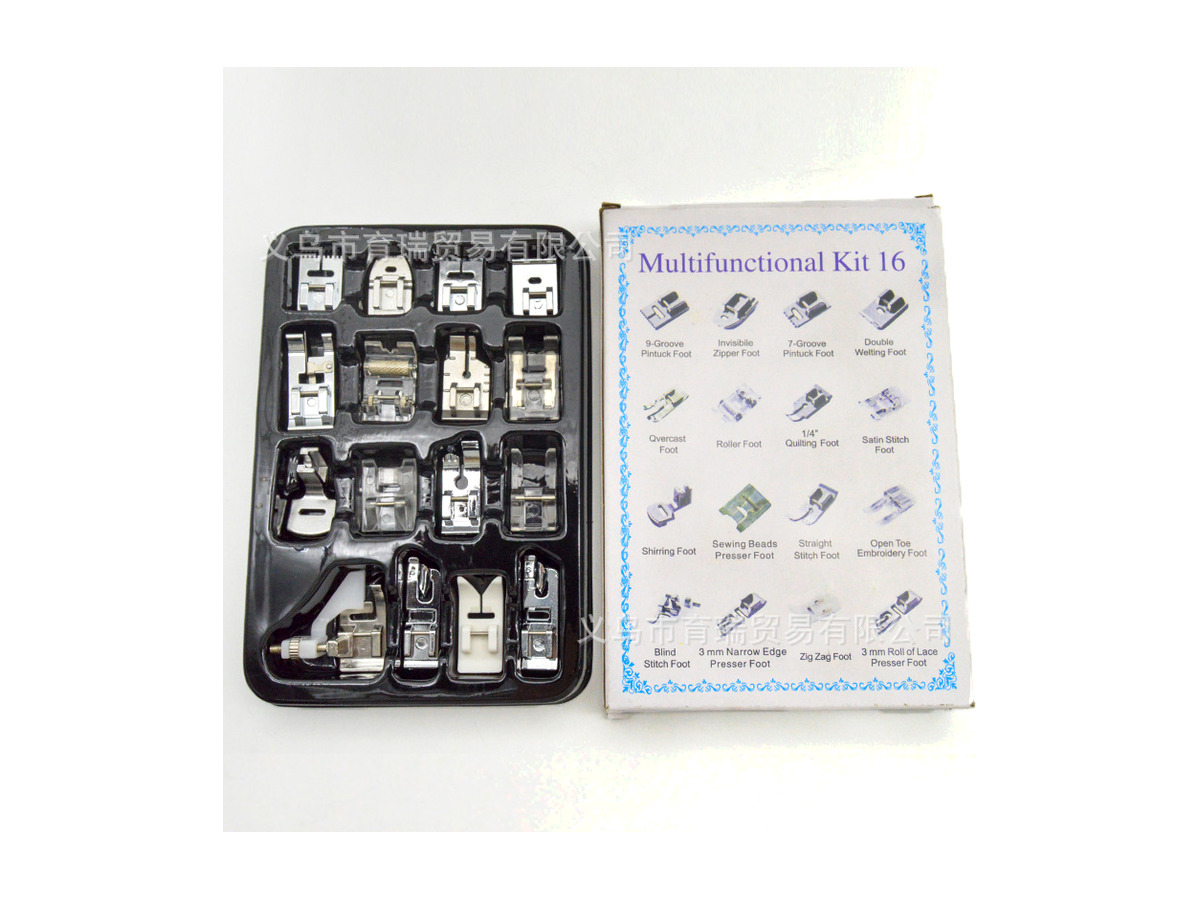 义乌市育瑞贸易有限公司
Multifunctional Kit 16
9-Groove
Pintuck Foot
Invisible
Zipper Foot
7-Groove
Pintuck Foot
Double
Welting Foot
Qvercast
Foot
Roller Foot
1/4"
Quilting Foot
Satin Stitch
Foot
Shirring Foot
Sewing Beads
Presser Foot
Straight
Stitch Foot
Open Toe
Embroidery Foot
义乌市育瑞贸易有限公司
Blind
Stitch Foot
3 mm Narrow Edge
Presser Foot
Zig Zag Foot
3 mm Roll of Lace
Presser Foot